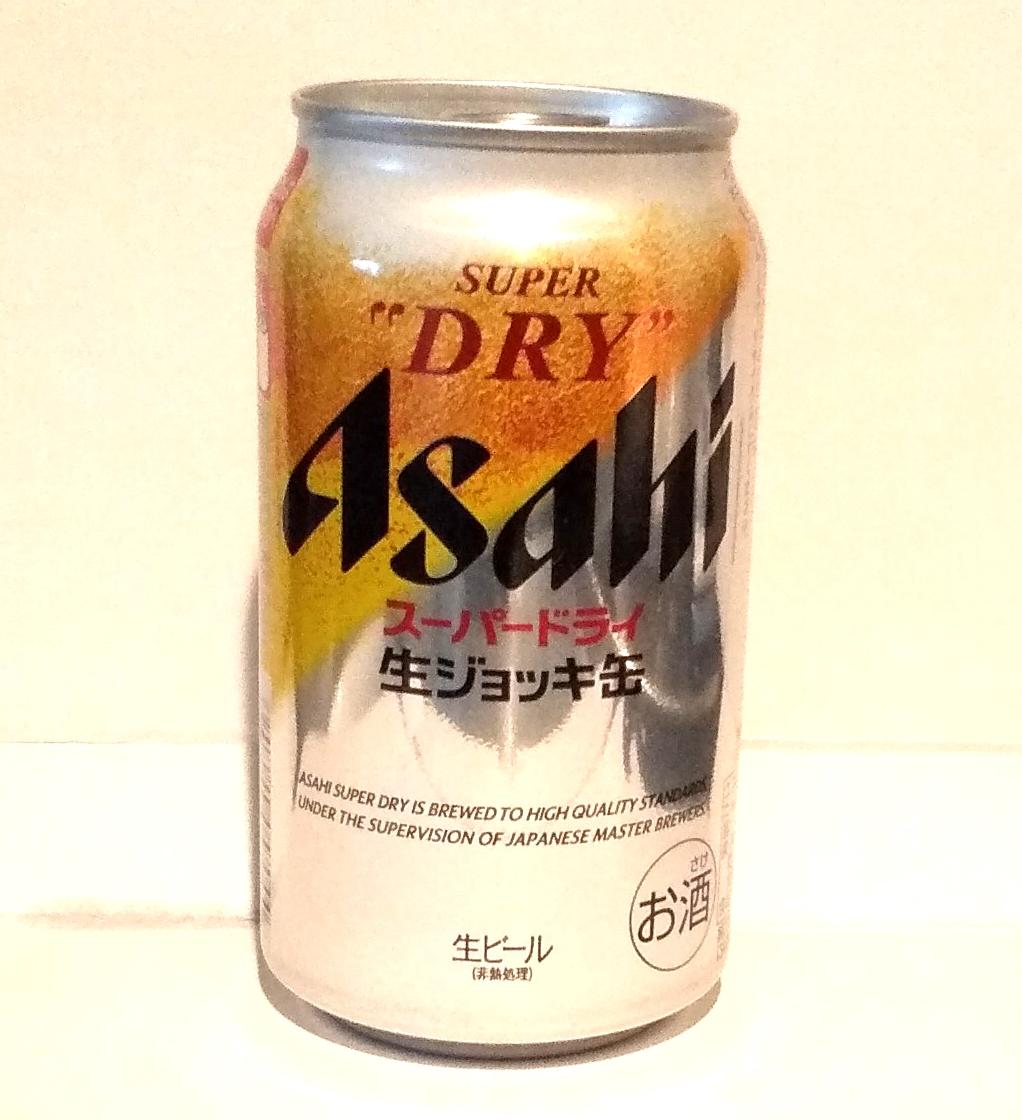 SUPER
"DRY"
Asahi
スーパードライ
生ジョッキ缶
ASAHI SUPER DRY IS BREWED TO HIGH QUALITY STANDARDS
UNDER THE SUPERVISION OF JAPANESE MASTER BREWERS
さけ
お酒
生ビール
(非熱処理)